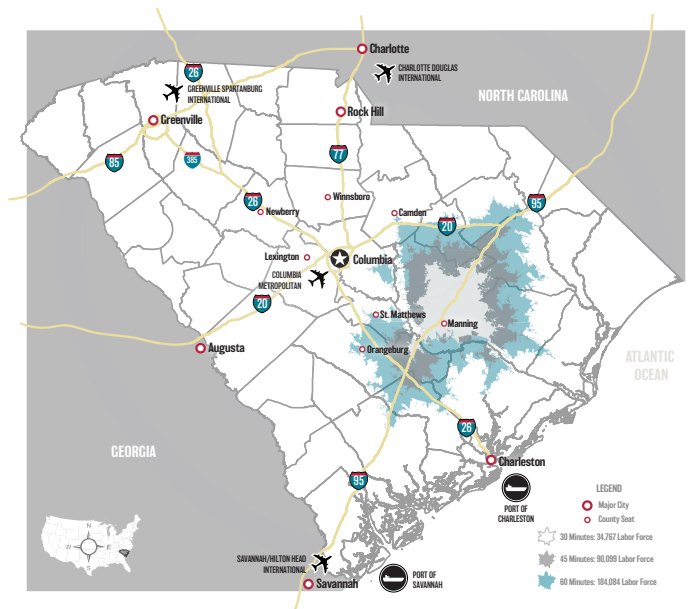 Charlotte
26
CHARLOTTE DOUGLAS
INTERNATIONAL
GREENVILLE SPARTANBURG
INTERNATIONAL
NORTH CAROLINA
Rock Hill
Greenville
77
85
385
26
Winnsboro
95
Newberry
Camden
20
Lexington
Columbia
COLUMBIA
METROPOLITAN
20
St. Matthews
Manning
Augusta
Orangeburg
ATLANTIC
OCEAN
26
GEORGIA
Charleston
95
LEGEND
Major City
County Seat
PORT OF
CHARLESTON
30 Minutes: 34,767 Labor Force
45 Minutes: 90,099 Labor Force
60 Minutes: 184,084 Labor Force
N
W
E
S
SAVANNAH/HILTON HEAD
INTERNATIONAL
Savannah
PORT OF
SAVANNAH